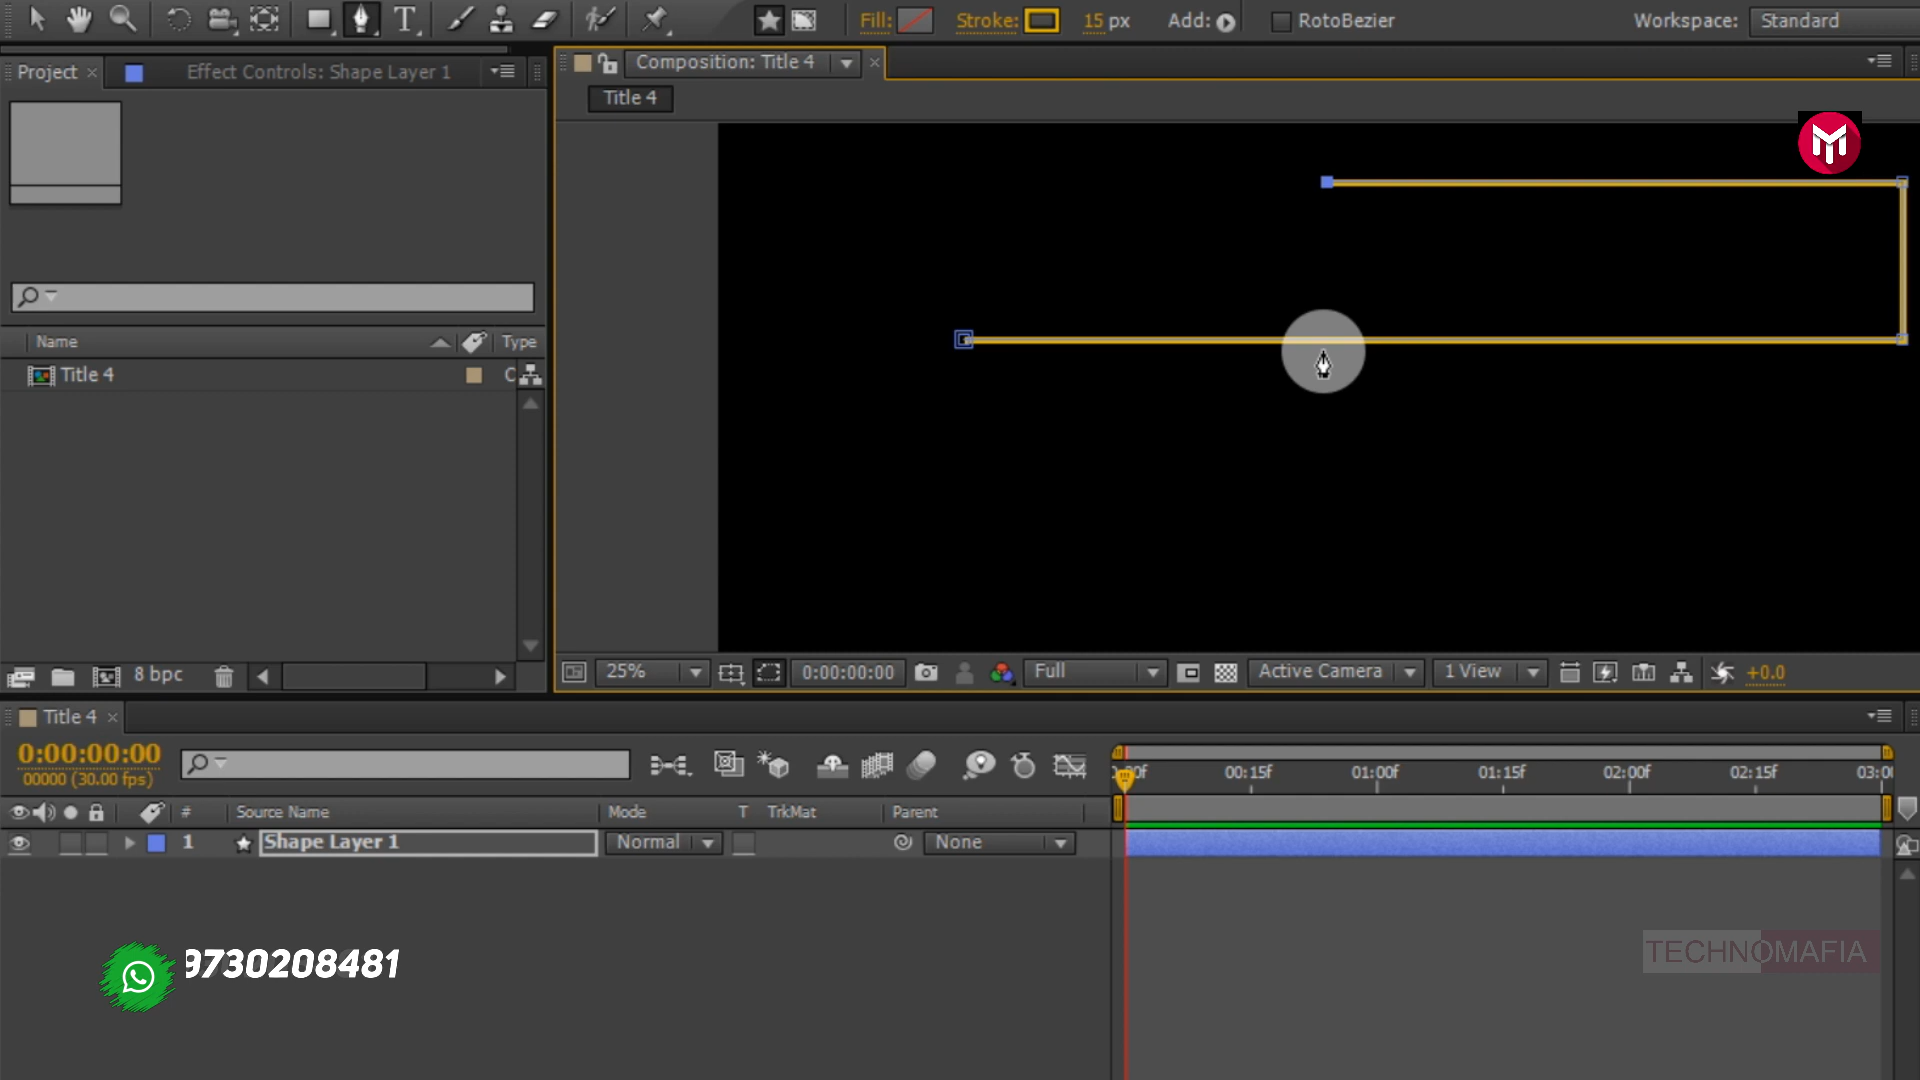 Fill: Stroke: 15 px Add: RotoBezier Workspace: Standard
Project Effect Controls: Shape Layer 1 Composition: Title 4
Title 4
Name Type
Title 4 C
8 bpc 25% 0:00:00:00 Full Active Camera 1 View +0.0
Title 4
0:00:00:00
00000 (30.00 fps)
00f 00:15f 01:00f 01:15f 02:00f 02:15f 03:0
# Source Name Mode T TrkMat Parent
1 Shape Layer 1 Normal None
9730208481
TECHNOMAFIA